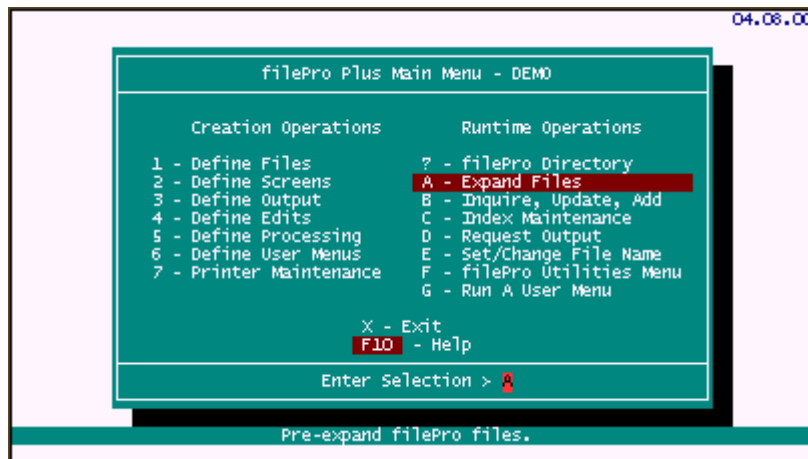 04.08.00
filePro Plus Main Menu - DEMO
Creation Operations Runtime Operations
1 - Define Files ? - filePro Directory
2 - Define Screens A - Expand Files
3 - Define Output B - Inquire, Update, Add
4 - Define Edits C - Index Maintenance
5 - Define Processing D - Request Output
6 - Define User Menus E - Set/Change File Name
7 - Printer Maintenance F - filePro Utilities Menu
G - Run A User Menu
X - Exit
F10 - Help
Enter Selection > A
Pre-expand filePro files.